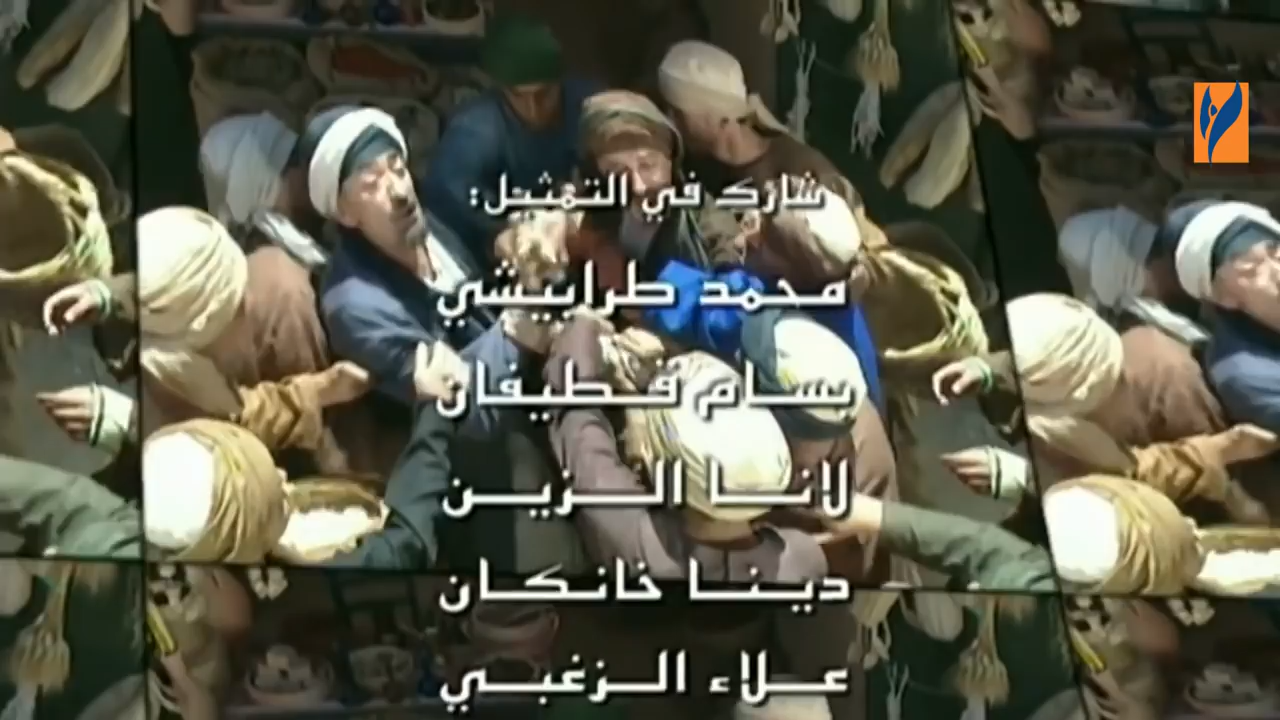 شارك في التمثيل:
محمد طرابيشي
بسام قطيفان
لانا الزين
دينا خانكان
علاء الزغبي